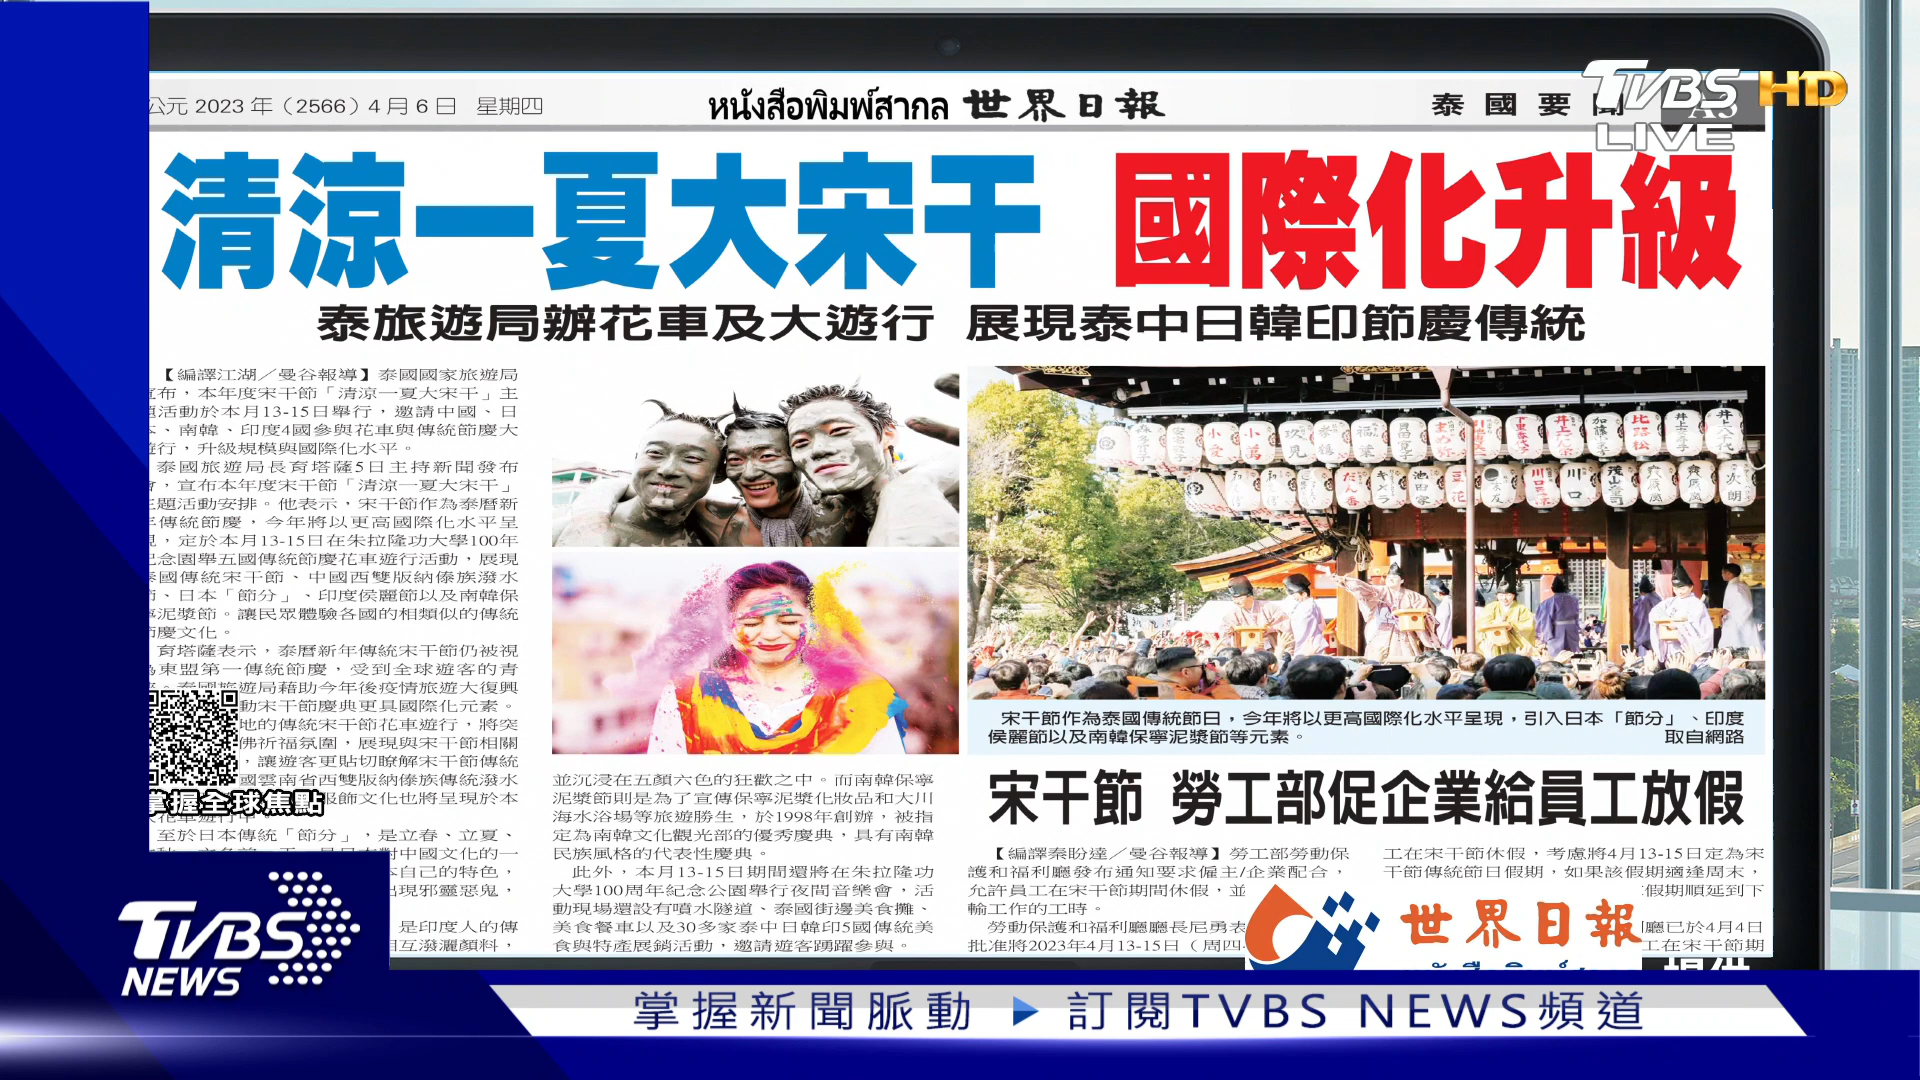 公元 2023 年（2566）4 月 6 日 星期四
หนังสือพิมพ์สากล 世界日報
泰國要聞
TVBS HD
LIVE
清涼一夏大宋干 國際化升級
泰旅遊局辦花車及大遊行 展現泰中日韓印節慶傳統
【編譯江湖／曼谷報導】泰國國家旅遊局
布，本年度宋干節「清涼一夏大宋干」主
活動於本月13-15日舉行，邀請中國、日
、南韓、印度4國參與花車與傳統節慶大
行，升級規模與國際化水平。
泰國旅遊局長育塔薩5日主持新聞發布
，宣布本年度宋干節「清涼一夏大宋干」
題活動安排。他表示，宋干節作為泰曆新
傳統節慶，今年將以更高國際化水平呈
，定於本月13-15日在朱拉隆功大學100年
念園舉五國傳統節慶花車遊行活動，展現
國傳統宋干節、中國西雙版納傣族潑水
、日本「節分」、印度侯麗節以及南韓保
泥漿節。讓民眾體驗各國的相類似的傳統
慶文化。
育塔薩表示，泰曆新年傳統宋干節仍被視
東盟第一傳統節慶，受到全球遊客的青
。泰國旅遊局藉助今年後疫情旅遊大復興
動宋干節慶典更具國際化元素。
地的傳統宋干節花車遊行，將突
佛祈福氛圍，展現與宋干節相關
，讓遊客更貼切瞭解宋干節傳統
國雲南省西雙版納傣族傳統潑水
服飾文化也將呈現於本
花車遊行中。
掌握全球焦點
至於日本傳統「節分」，是立春、立夏、
對中國文化的一
本自己的特色，
出現邪靈惡鬼，
是印度人的傳
相互潑灑顏料，
並沉浸在五顏六色的狂歡之中。而南韓保寧
泥漿節則是為了宣傳保寧泥漿化妝品和大川
海水浴場等旅遊勝生，於1998年創辦，被指
定為南韓文化觀光部的優秀慶典，具有南韓
民族風格的代表性慶典。
此外，本月13-15日期間還將在朱拉隆功
大學100周年紀念公園舉行夜間音樂會，活
動現場還設有噴水隧道、泰國街邊美食攤、
美食餐車以及30多家泰中日韓印5國傳統美
食與特產展銷活動，邀請遊客踴躍參與。
宋干節作為泰國傳統節日，今年將以更高國際化水平呈現，引入日本「節分」、印度
侯麗節以及南韓保寧泥漿節等元素。 取自網路
宋干節 勞工部促企業給員工放假
【編譯秦盼達／曼谷報導】勞工部勞動保
護和福利廳發布通知要求僱主/企業配合，
允許員工在宋干節期間休假，並
輸工作的工時。
勞動保護和福利廳廳長尼勇表
批准將2023年4月13-15日（周四-
工在宋干節休假，考慮將4月13-15日定為宋
干節傳統節日假期，如果該假期適逢周末，
假期順延到下
廳已於4月4日
工在宋干節期
世界日報
TVBS
NEWS
掌握新聞脈動 ▶ 訂閱TVBS NEWS頻道